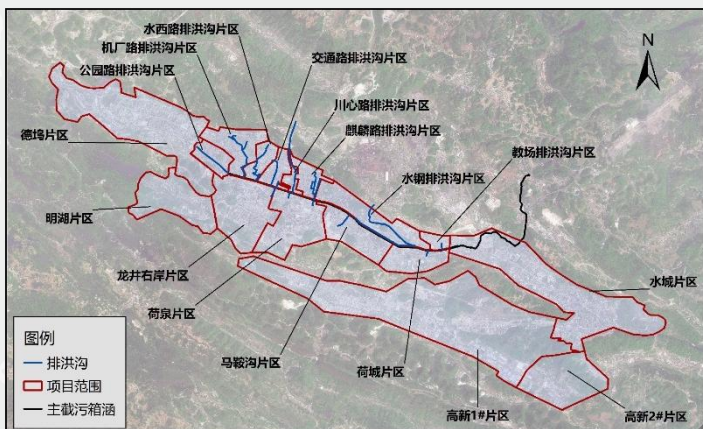 水西路排洪沟片区
机厂路排洪沟片区
公园路排洪沟片区
交通路排洪沟片区
川心路排洪沟片区
麒麟路排洪沟片区
N
德坞片区
水钢排洪沟片区
教场排洪沟片区
明湖片区
龙井右岸片区
荷泉片区
水城片区
马鞍沟片区
荷城片区
高新1#片区
高新2#片区
图例
排洪沟
项目范围
主截污箱涵